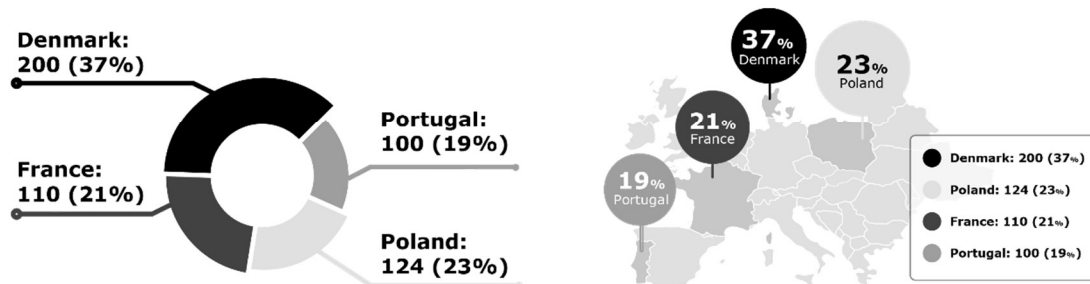 Denmark:
200 (37%)
Portugal:
100 (19%)
France:
110 (21%)
Poland:
124 (23%)
37%
Denmark
23%
Poland
21%
France
19%
Portugal
Denmark: 200 (37%)
Poland: 124 (23%)
France: 110 (21%)
Portugal: 100 (19%)